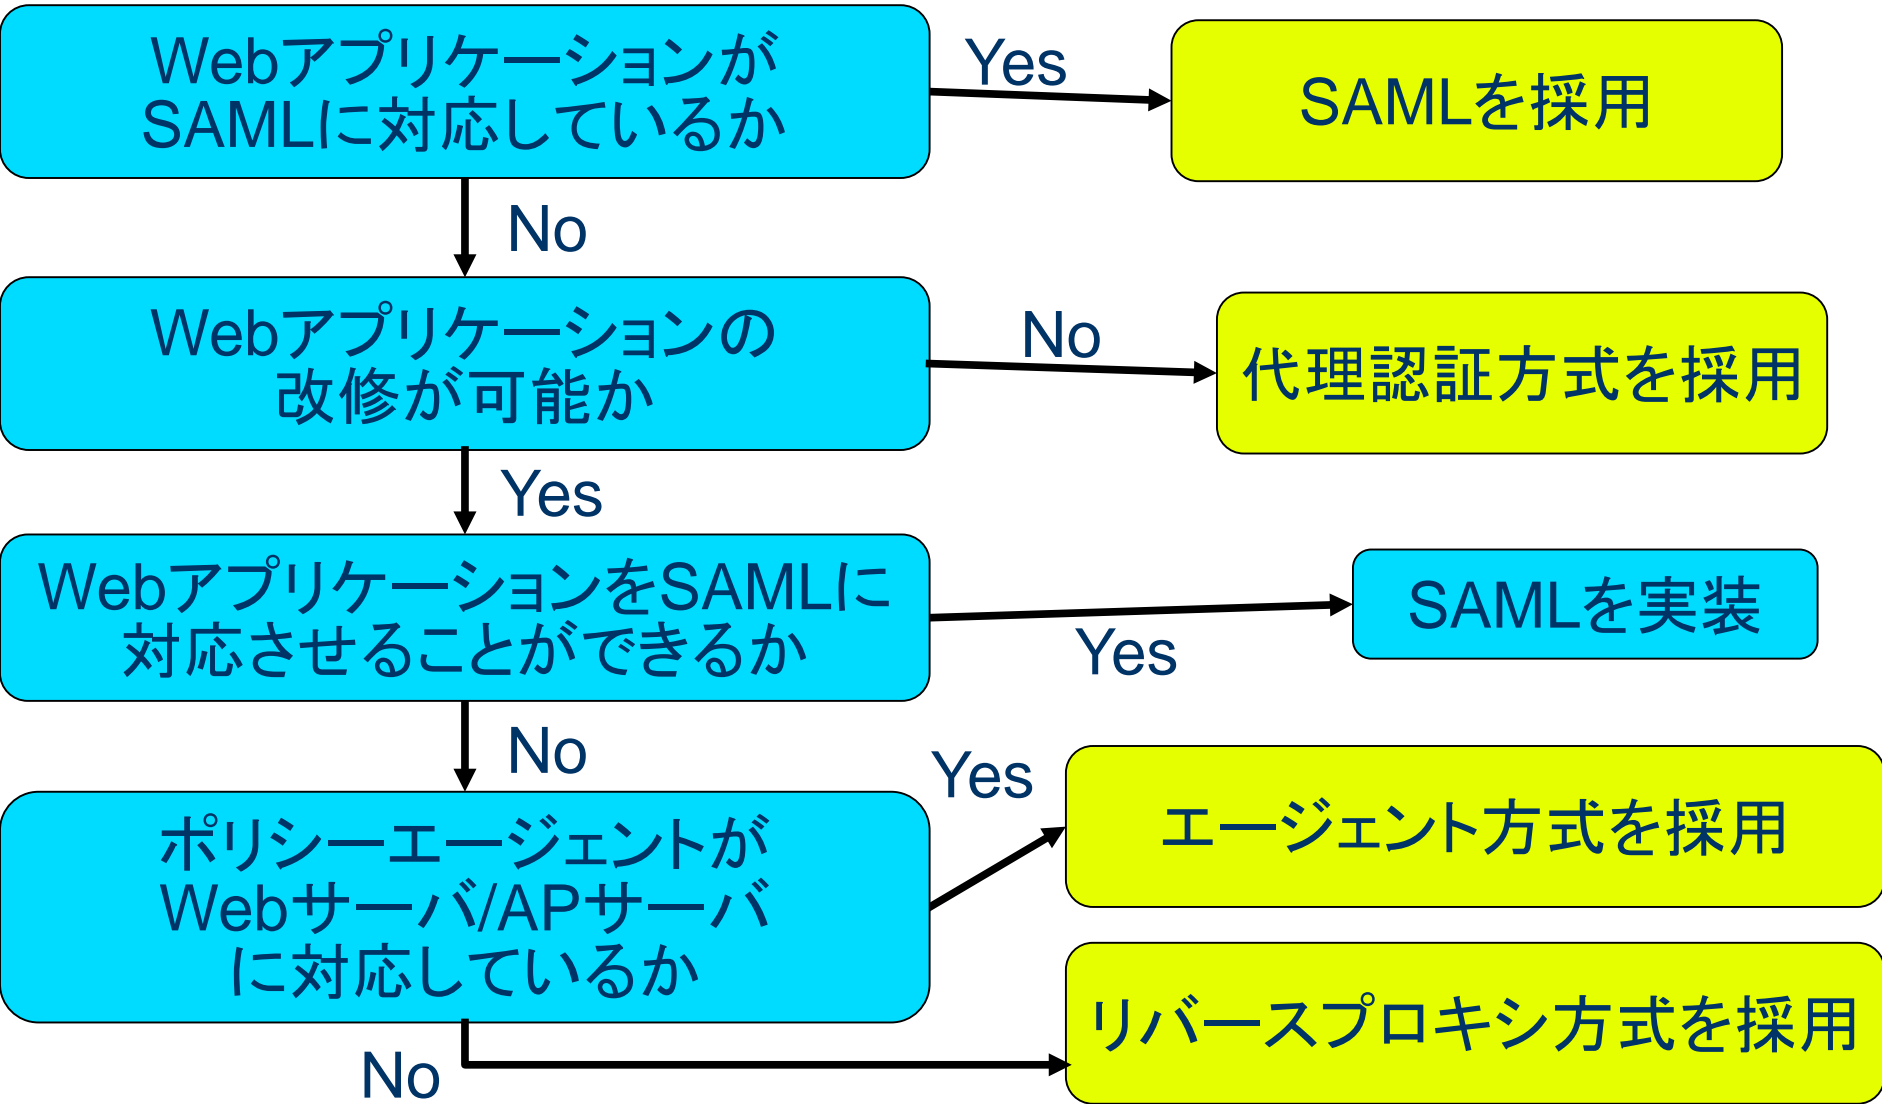 Webアプリケーションが
SAMLに対応しているか
Yes
SAMLを採用
No
Webアプリケーションの
改修が可能か
No
代理認証方式を採用
Yes
WebアプリケーションをSAMLに
対応させることができるか
Yes
SAMLを実装
No
ポリシーエージェントが
Webサーバ/APサーバ
に対応しているか
Yes
エージェント方式を採用
No
リバースプロキシ方式を採用